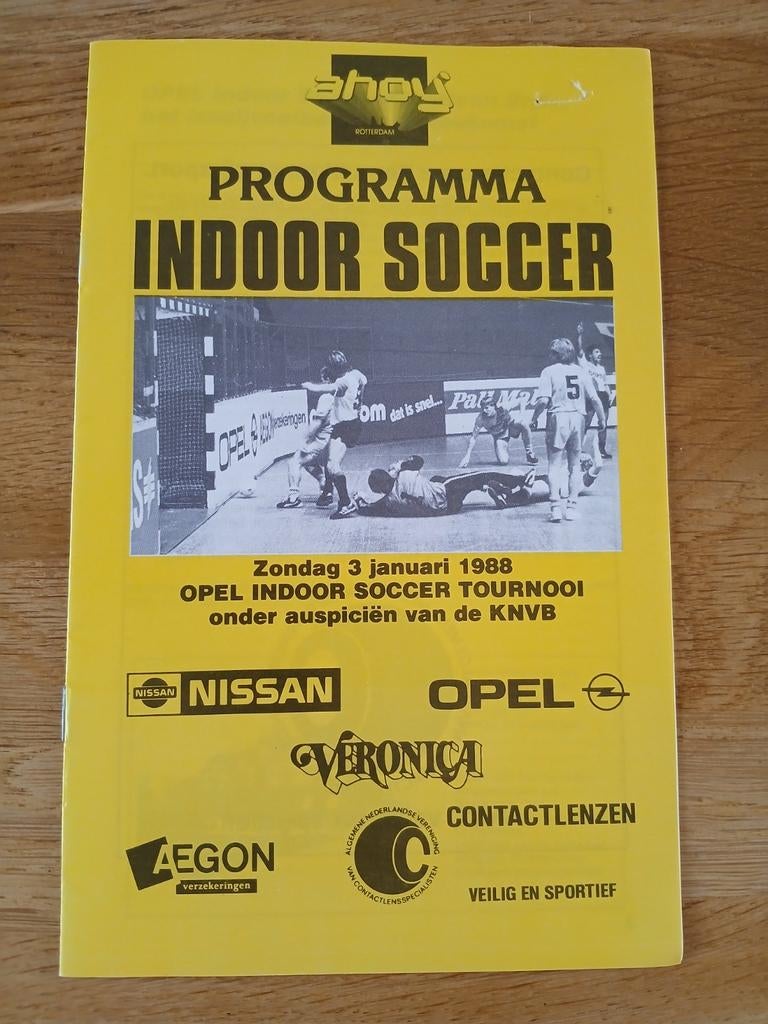 ahoy'
ROTTERDAM
PROGRAMMA
INDOOR SOCCER
OPEL AEGON verzekeringen
om dat is snel...
Pall Mall
5
S
Zondag 3 januari 1988
OPEL INDOOR SOCCER TOURNOOI
onder auspiciën van de KNVB
NISSAN NISSAN
OPEL
VERONICA
AEGON
verzekeringen
ALGEMENE NEDERLANDSE VERENIGING
VAN CONTACTLENSSPECIALISTEN
CONTACTLENZEN
VEILIG EN SPORTIEF